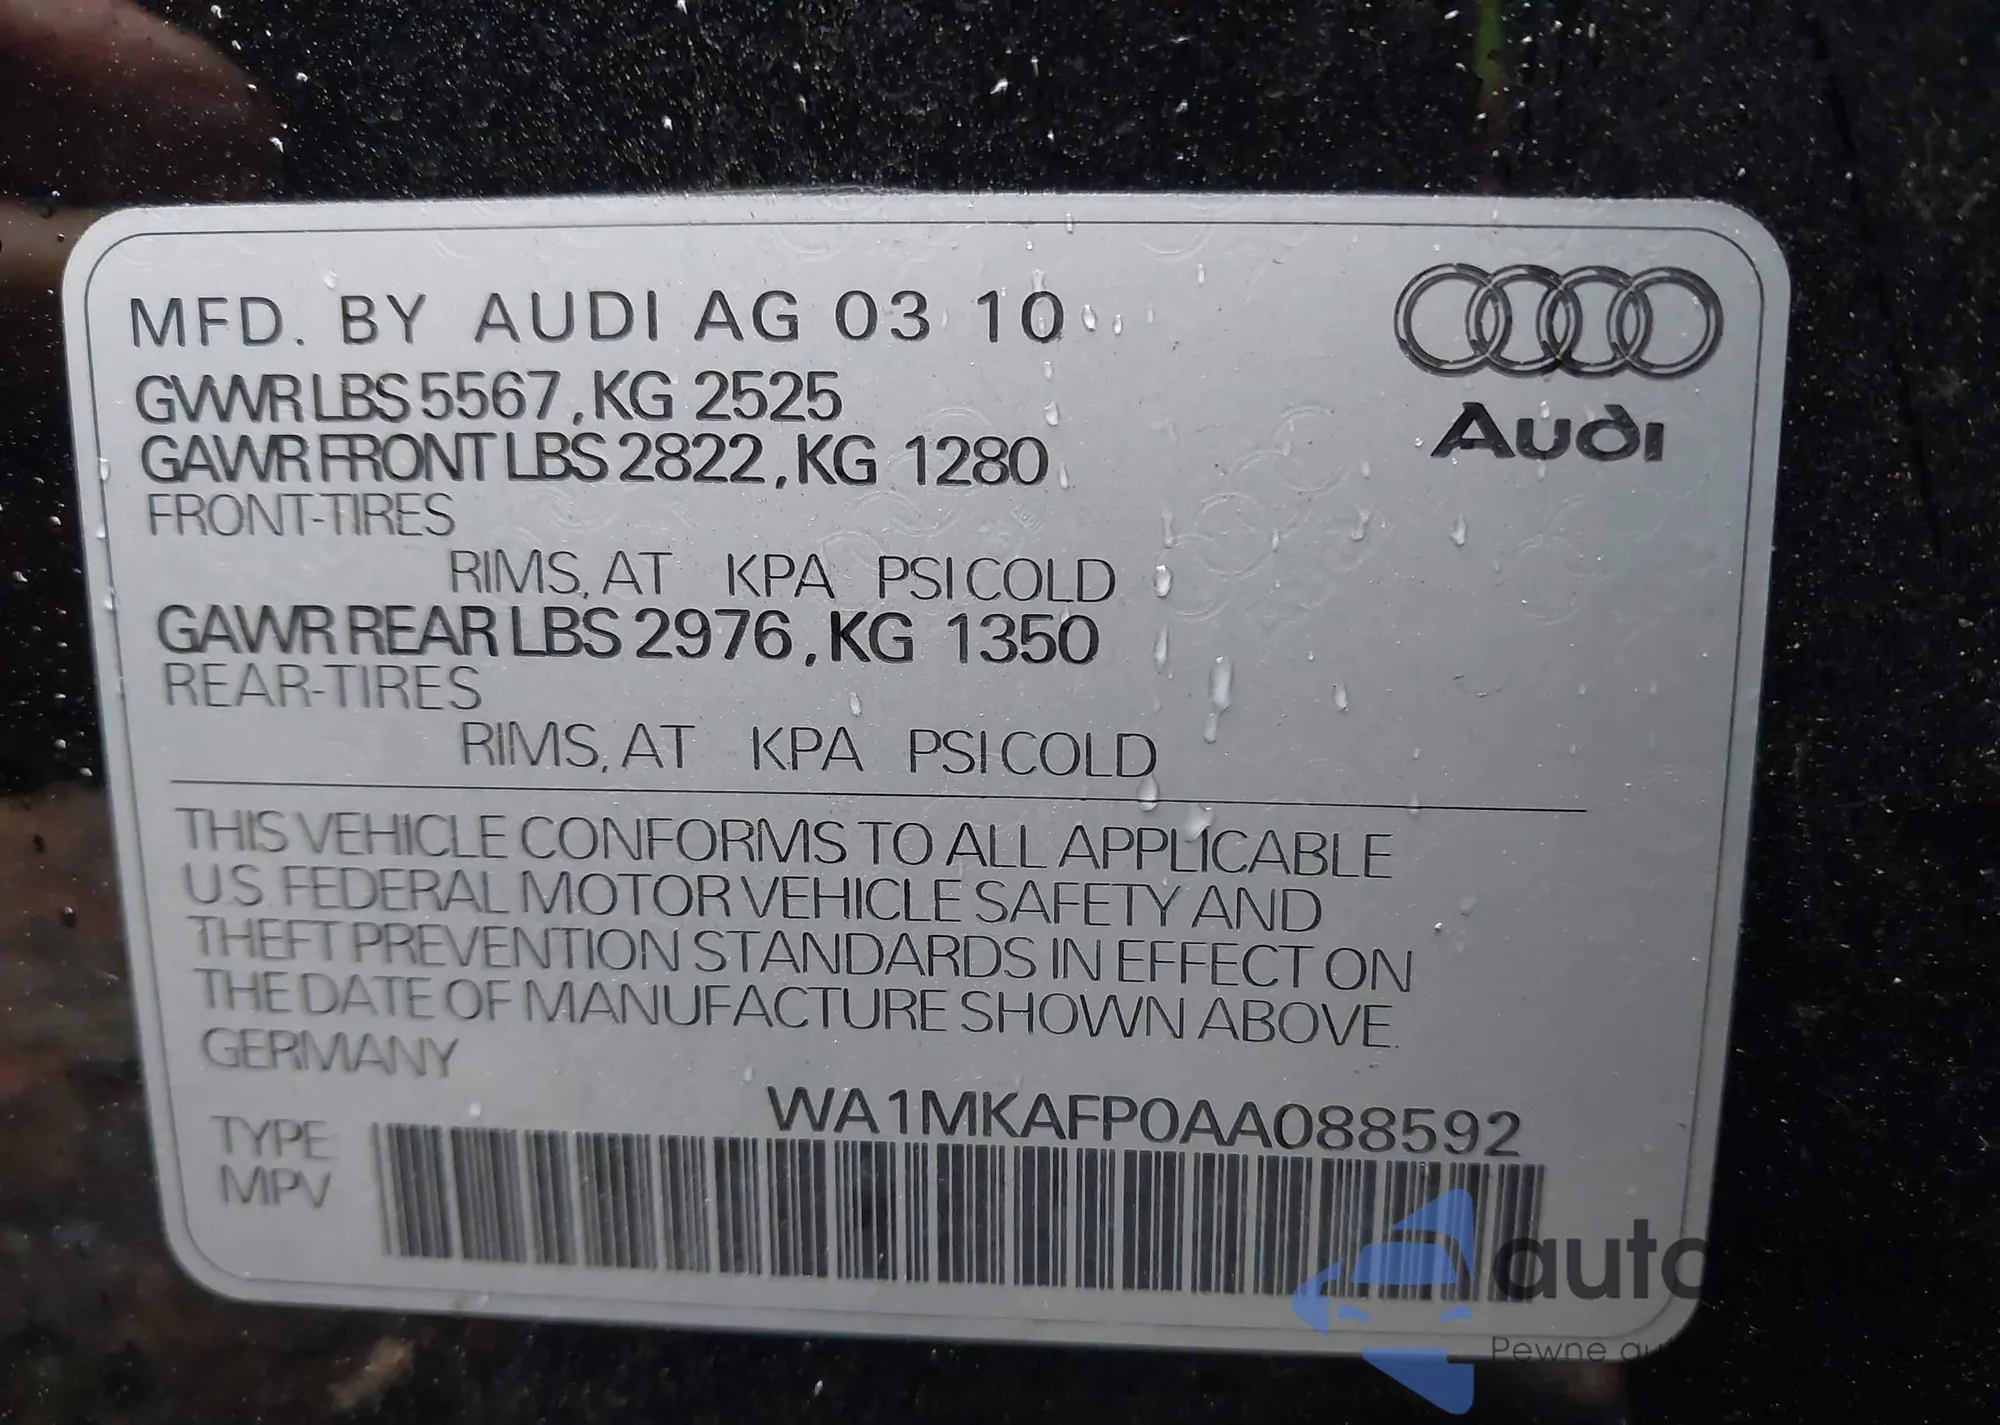 MFD. BY AUDI AG 03 10
GVWR LBS 5567, KG 2525
GAWR FRONT LBS 2822, KG 1280
FRONT-TIRES
RIMS, AT KPA PSI COLD
GAWR REAR LBS 2976, KG 1350
REAR-TIRES
RIMS, AT KPA PSI COLD
Audi
THIS VEHICLE CONFORMS TO ALL APPLICABLE
U.S. FEDERAL MOTOR VEHICLE SAFETY AND
THEFT PREVENTION STANDARDS IN EFFECT ON
THE DATE OF MANUFACTURE SHOWN ABOVE.
GERMANY
WA1MKAFP0AA088592
TYPE
MPV
Pewne